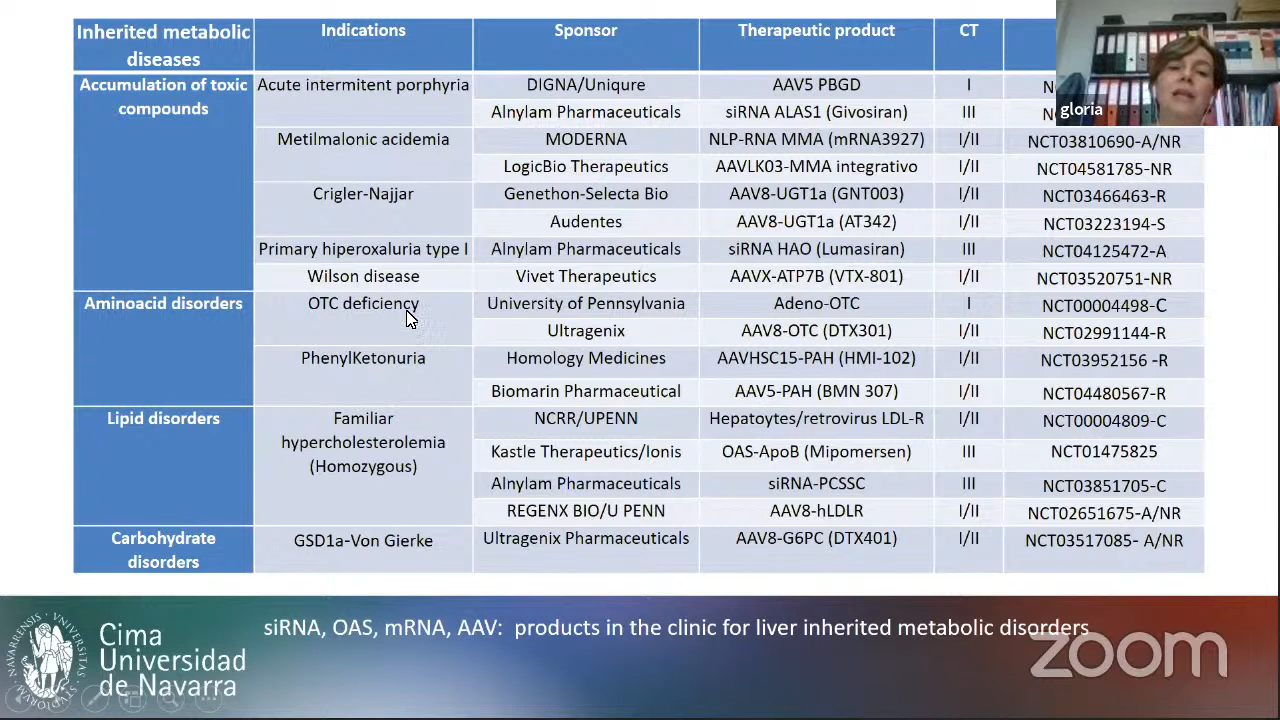 Inherited metabolic diseases	Indications	Sponsor	Therapeutic product	CT
Accumulation of toxic compounds	Acute intermitent porphyria	DIGNA/Uniqure	AAV5 PBGD	I
Alnylam Pharmaceuticals	siRNA ALAS1 (Givosiran)	III
Metilmalonic acidemia	MODERNA	NLP-RNA MMA (mRNA3927)	I/II	NCT03810690-A/NR
LogicBio Therapeutics	AAVLK03-MMA integrativo	I/II	NCT04581785-NR
Crigler-Najjar	Genethon-Selecta Bio	AAV8-UGT1a (GNT003)	I/II	NCT03466463-R
Audentes	AAV8-UGT1a (AT342)	I/II	NCT03223194-S
Primary hiperoxaluria type I	Alnylam Pharmaceuticals	siRNA HAO (Lumasiran)	III	NCT04125472-A
Wilson disease	Vivet Therapeutics	AAVX-ATP7B (VTX-801)	I/II	NCT03520751-NR
Aminoacid disorders	OTC deficiency	University of Pennsylvania	Adeno-OTC	I	NCT00004498-C
Ultragenix	AAV8-OTC (DTX301)	I/II	NCT02991144-R
PhenylKetonuria	Homology Medicines	AAVHSC15-PAH (HMI-102)	I/II	NCT03952156 -R
Biomarin Pharmaceutical	AAV5-PAH (BMN 307)	I/II	NCT04480567-R
Lipid disorders	Familiar hypercholesterolemia (Homozygous)	NCRR/UPENN	Hepatoytes/retrovirus LDL-R	I/II	NCT00004809-C
Kastle Therapeutics/Ionis	OAS-ApoB (Mipomersen)	III	NCT01475825
Alnylam Pharmaceuticals	siRNA-PCSSC	III	NCT03851705-C
REGENX BIO/U PENN	AAV8-hLDLR	I/II	NCT02651675-A/NR
Carbohydrate disorders	GSD1a-Von Gierke	Ultragenix Pharmaceuticals	AAV8-G6PC (DTX401)	I/II	NCT03517085- A/NR
gloria
siRNA, OAS, mRNA, AAV: products in the clinic for liver inherited metabolic disorders
Cima
Universidad
de Navarra
zoom